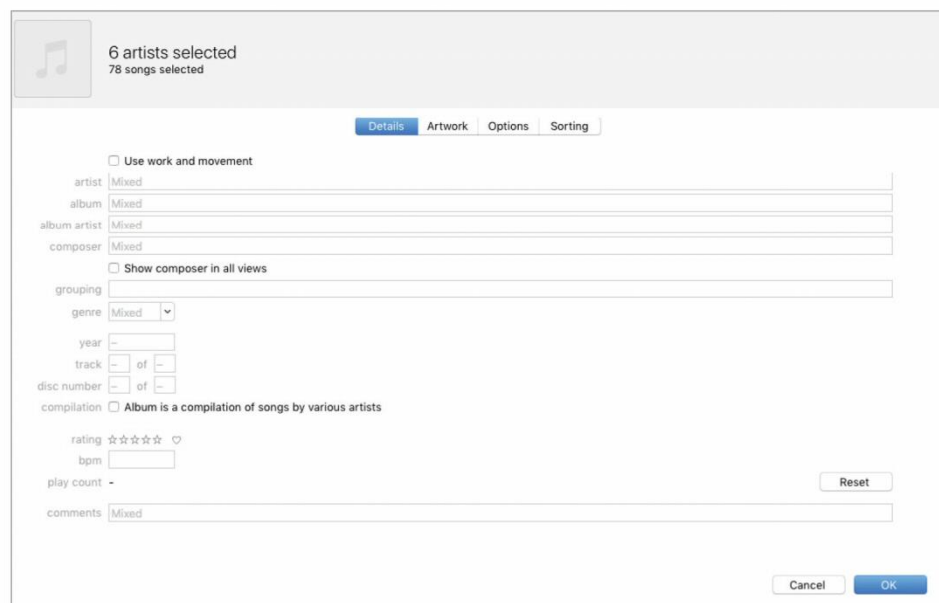 6 artists selected
78 songs selected
Details Artwork Options Sorting
Use work and movement
artist Mixed
album Mixed
album artist Mixed
composer Mixed
Show composer in all views
grouping
genre Mixed
year –
track – of –
disc number – of –
compilation Album is a compilation of songs by various artists
rating ☆☆☆☆☆ ♡
bpm
play count - Reset
comments Mixed
Cancel OK